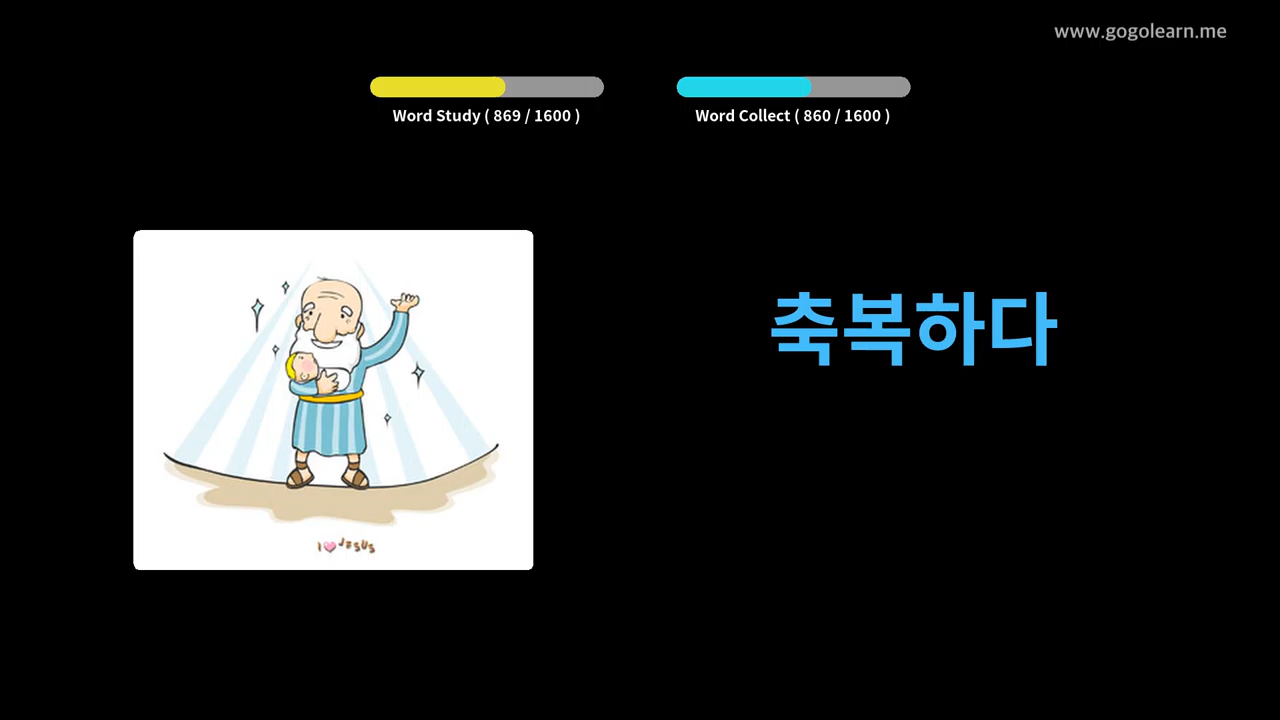 www.gogolearn.me
Word Study ( 869 / 1600 )
Word Collect ( 860 / 1600 )
축복하다
I JESUS